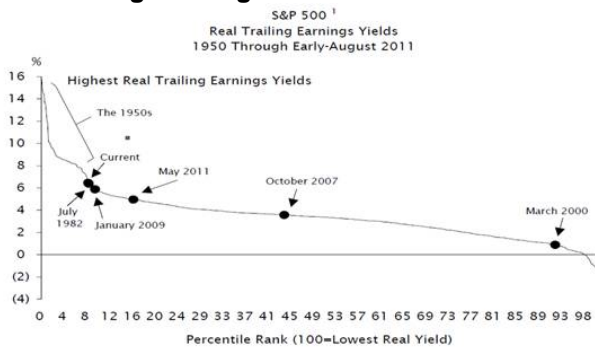 S&P 500 ¹
Real Trailing Earnings Yields
1950 Through Early-August 2011
%
16
14
12
10
8
6
4
2
0
(2)
(4)
Highest Real Trailing Earnings Yields
The 1950s
Current
May 2011
October 2007
March 2000
July
1982
January 2009
0 4 8 12 16 20 24 29 33 37 41 45 49 53 57 61 65 69 73 77 81 85 89 93 98
Percentile Rank (100=Lowest Real Yield)